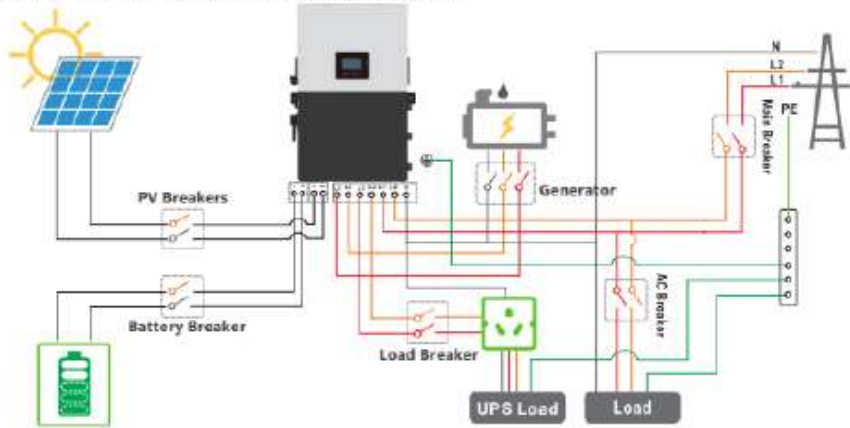 N
L2
L1
PE
Main Breaker
Generator
PV Breakers
AC Breaker
Battery Breaker
Load Breaker
UPS Load
Load